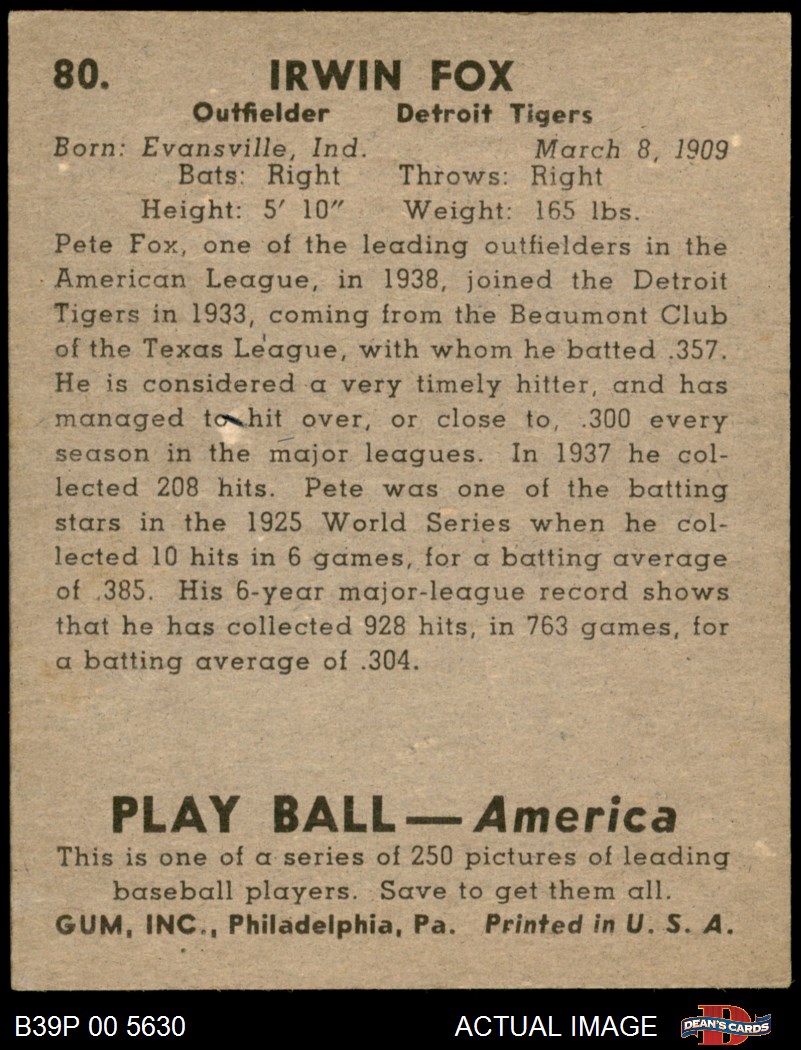 80. IRWIN FOX
Outfielder Detroit Tigers
Born: Evansville, Ind. March 8, 1909
Bats: Right Throws: Right
Height: 5′ 10″ Weight: 165 lbs.
Pete Fox, one of the leading outfielders in the
American League, in 1938, joined the Detroit
Tigers in 1933, coming from the Beaumont Club
of the Texas League, with whom he batted .357.
He is considered a very timely hitter, and has
managed to hit over, or close to, .300 every
season in the major leagues. In 1937 he col-
lected 208 hits. Pete was one of the batting
stars in the 1925 World Series when he col-
lected 10 hits in 6 games, for a batting average
of .385. His 6-year major-league record shows
that he has collected 928 hits, in 763 games, for
a batting average of .304.
PLAY BALL — America
This is one of a series of 250 pictures of leading
baseball players. Save to get them all.
GUM, INC., Philadelphia, Pa. Printed in U. S. A.
B39P 00 5630 ACTUAL IMAGE D DEAN'S CARDS